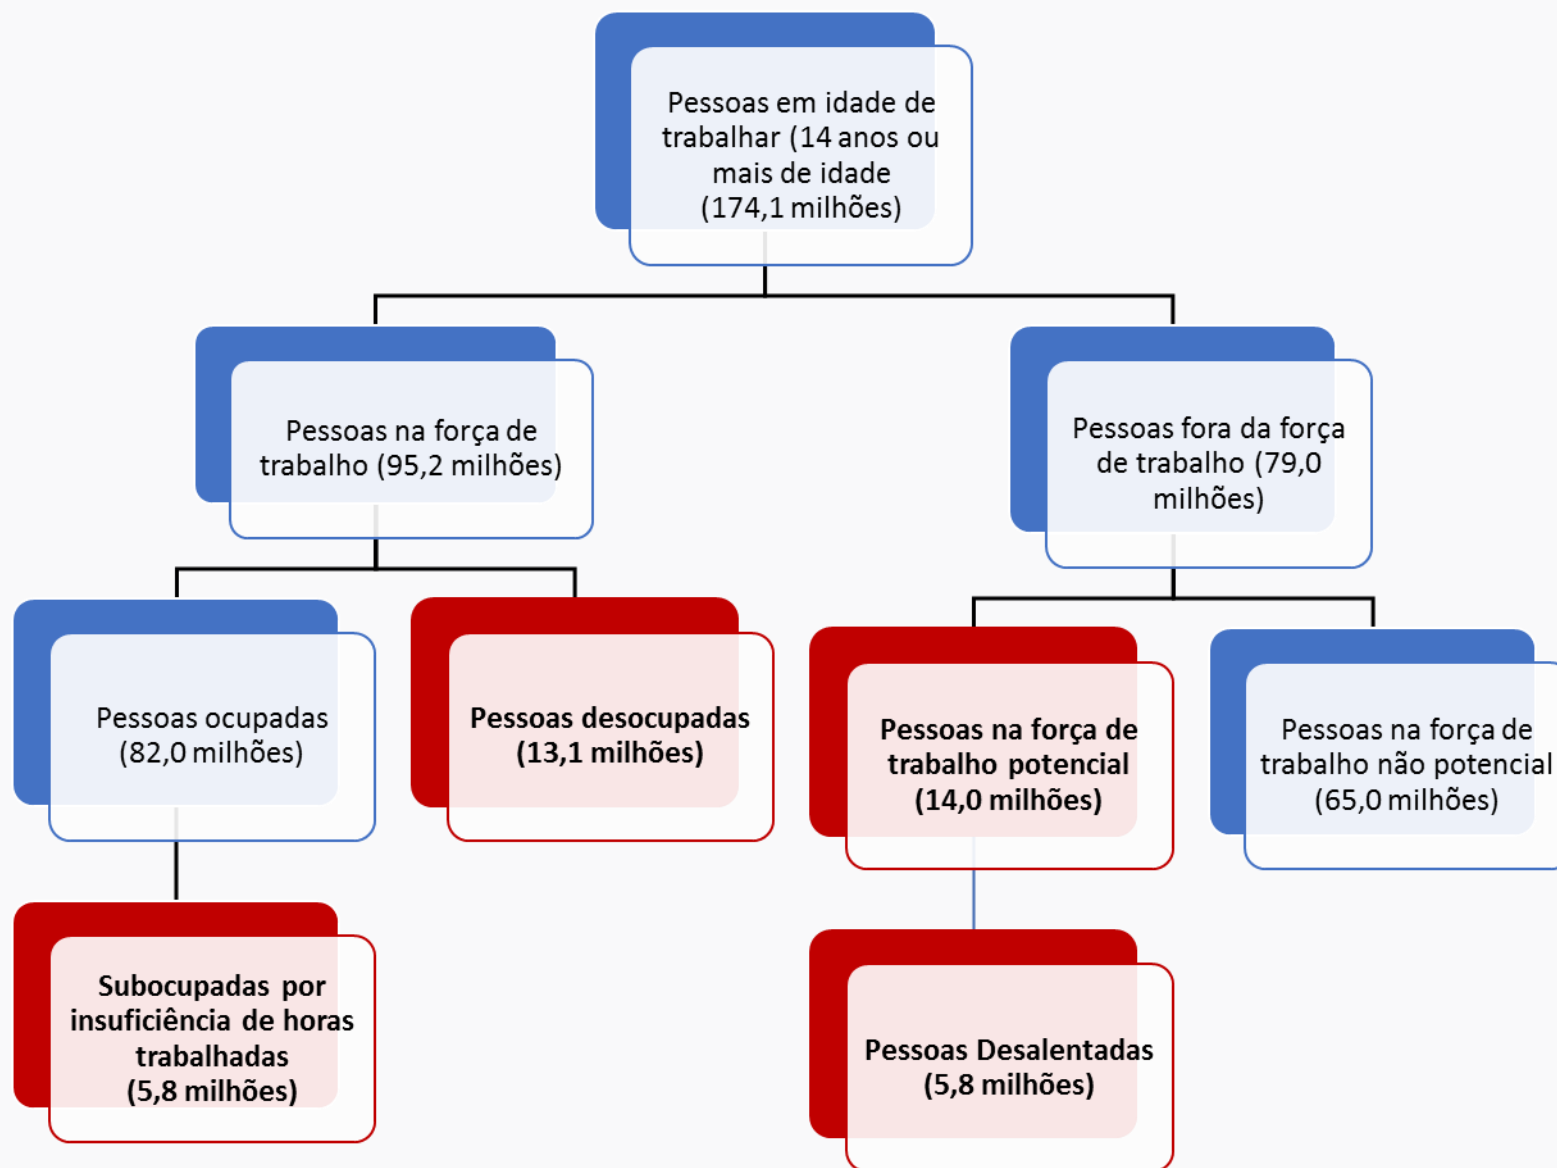 Pessoas em idade de
trabalhar (14 anos ou
mais de idade
(174,1 milhões)
Pessoas na força de
trabalho (95,2 milhões)
Pessoas fora da força
de trabalho (79,0
milhões)
Pessoas ocupadas
(82,0 milhões)
Pessoas desocupadas
(13,1 milhões)
Pessoas na força de
trabalho potencial
(14,0 milhões)
Pessoas na força de
trabalho não potencial
(65,0 milhões)
Subocupadas por
insuficiência de horas
trabalhadas
(5,8 milhões)
Pessoas Desalentadas
(5,8 milhões)